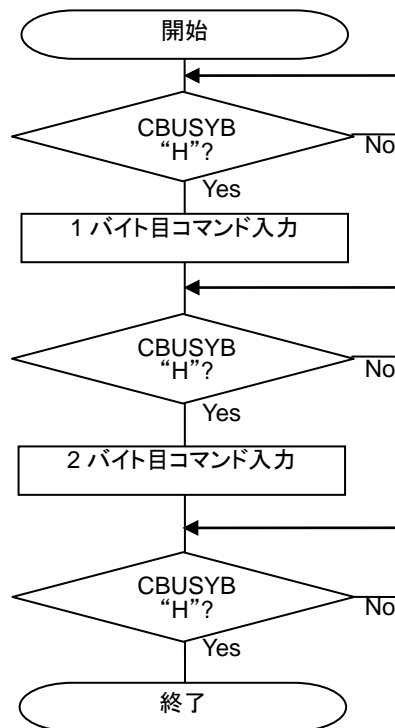 開始
CBUSYB
“H”?
No
Yes
1 バイト目コマンド入力
CBUSYB
“H”?
No
Yes
2 バイト目コマンド入力
CBUSYB
“H”?
No
Yes
終了